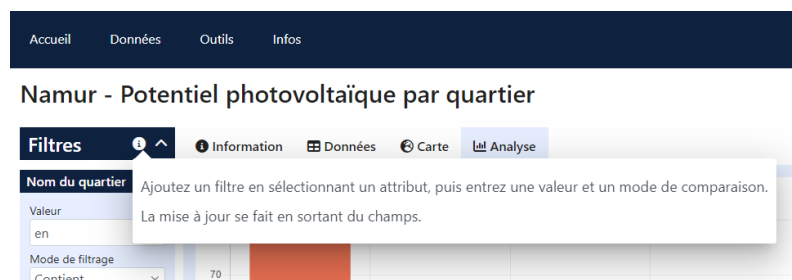 Accueil Données Outils Infos
Namur - Potentiel photovoltaïque par quartier
Filtres Information Données Carte Analyse
Nom du quartier
Ajoutez un filtre en sélectionnant un attribut, puis entrez une valeur et un mode de comparaison.
La mise à jour se fait en sortant du champs.
Valeur
en
Mode de filtrage
Contient
70